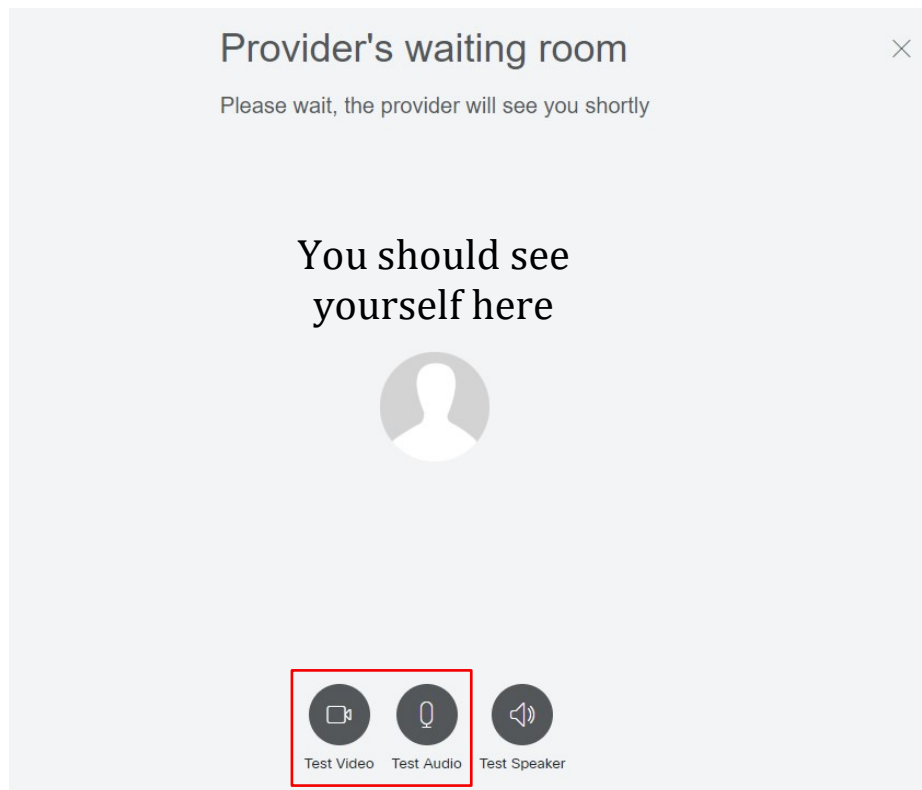 Provider's waiting room
Please wait, the provider will see you shortly
You should see
yourself here
Test Video
Test Audio
Test Speaker